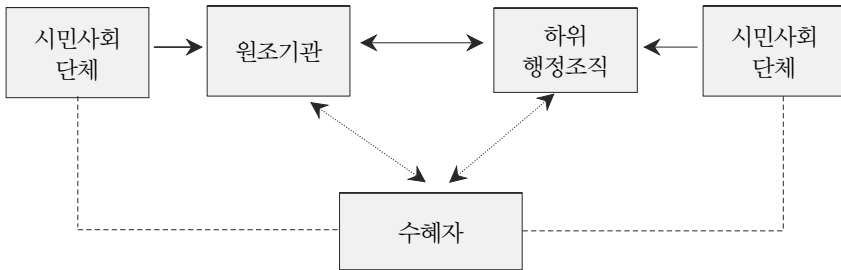 시민사회
단체
원조기관
하위
행정조직
시민사회
단체
수혜자